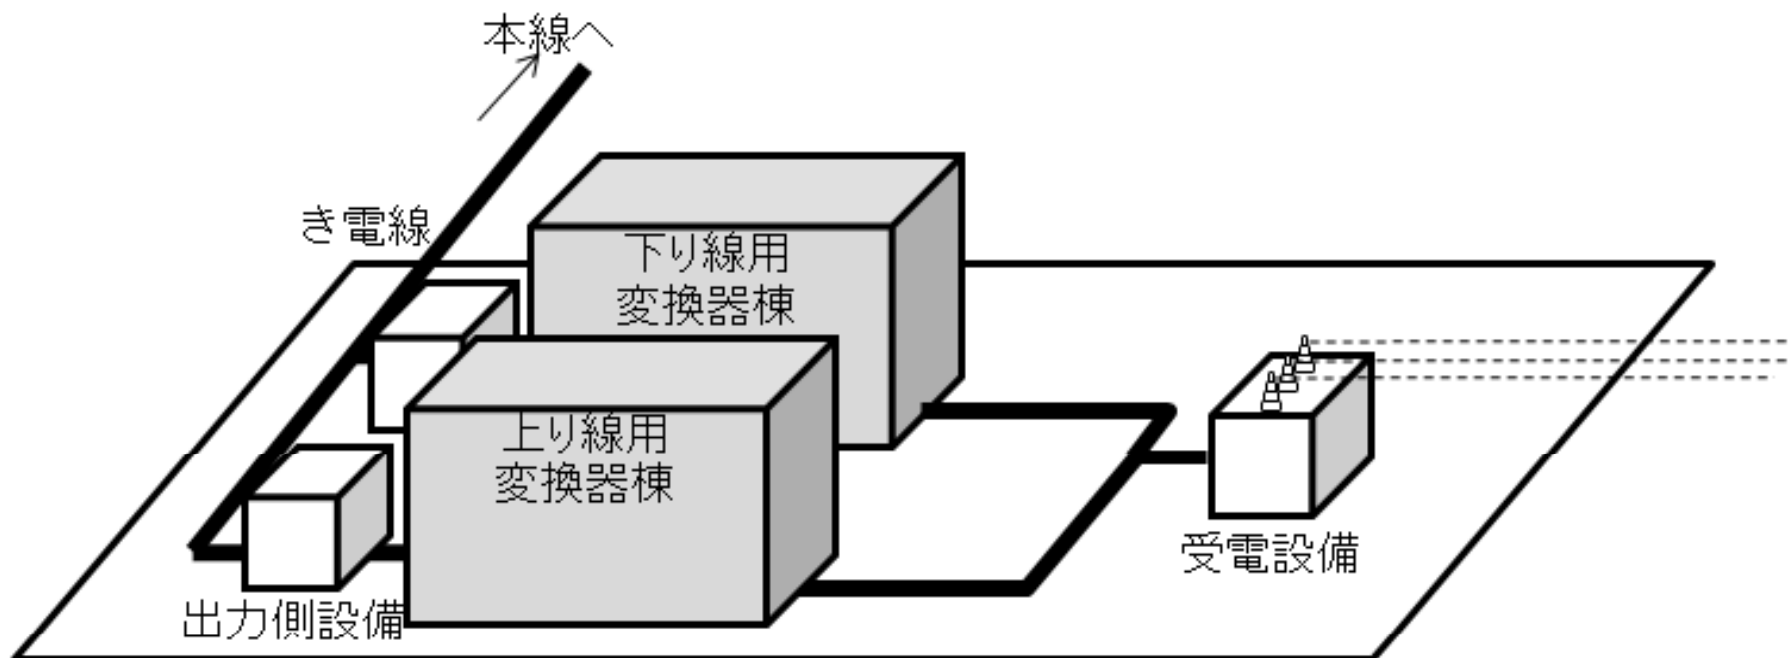 本線へ
き電線
下り線用
変換器棟
上り線用
変換器棟
受電設備
出力側設備